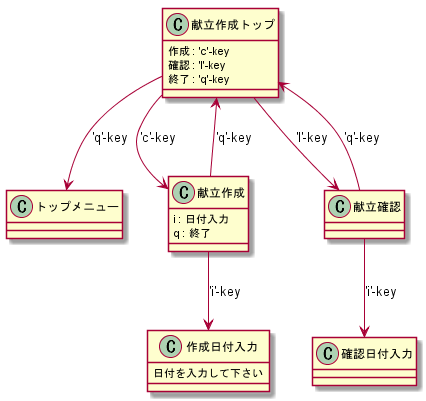 C 献立作成トップ
作成: 'c'-key
確認: 'l'-key
終了: 'q'-key
'q'-key
'c'-key
'q'-key
'l'-key
'q'-key
C トップメニュー
C 献立作成
i : 日付入力
q : 終了
C 献立確認
'i'-key
'i'-key
C 作成日付入力
日付を入力して下さい
C 確認日付入力